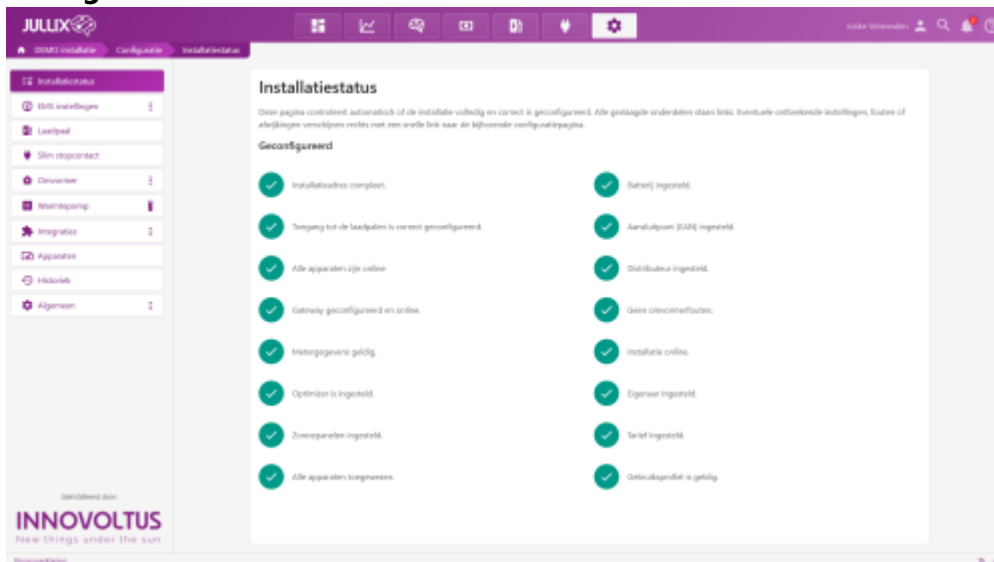 JULLIX
DEMO installatie
Configuratie
Installatiestatus
Installatiestatus
EMS instellingen
Laadpaal
Slim stopcontact
Omvormer
Warmtepomp
Integraties
Apparaten
Historiek
Algemeen
Geïnstalleerd door:
INNOVOLTUS
New things under the sun
Installatiestatus
Deze pagina controleert automatisch of de installatie volledig en correct is geconfigureerd. Alle geslaagde onderdelen staan links. Eventuele ontbrekende instellingen, fouten of
afwijkingen verschijnen rechts met een snelle link naar de bijhorende configuratiepagina.
Geconfigureerd
Installatieadres compleet.
Batterij ingesteld.
Toegang tot de laadpalen is correct geconfigureerd.
Aansluitpunt (EAN) ingesteld.
Alle apparaten zijn online
Distributeur ingesteld.
Gateway geconfigureerd en online.
Geen omvormerfouten.
Metergegevens geldig.
Installatie online.
Optimizer is ingesteld.
Eigenaar ingesteld.
Zonnepanelen ingesteld.
Tarief ingesteld.
Alle apparaten toegewezen.
Gebruiksprofiel is geldig.